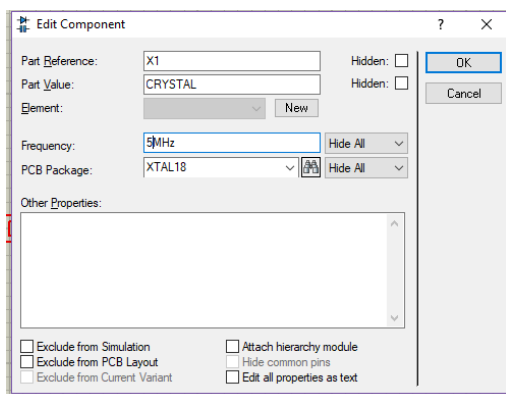 Edit Component ? ×
Part Reference: X1 Hidden:
Part Value: CRYSTAL Hidden:
Element: New
Frequency: 5MHz Hide All
PCB Package: XTAL18 Hide All
Other Properties:
Exclude from Simulation Attach hierarchy module
Exclude from PCB Layout Hide common pins
Exclude from Current Variant Edit all properties as text
OK
Cancel